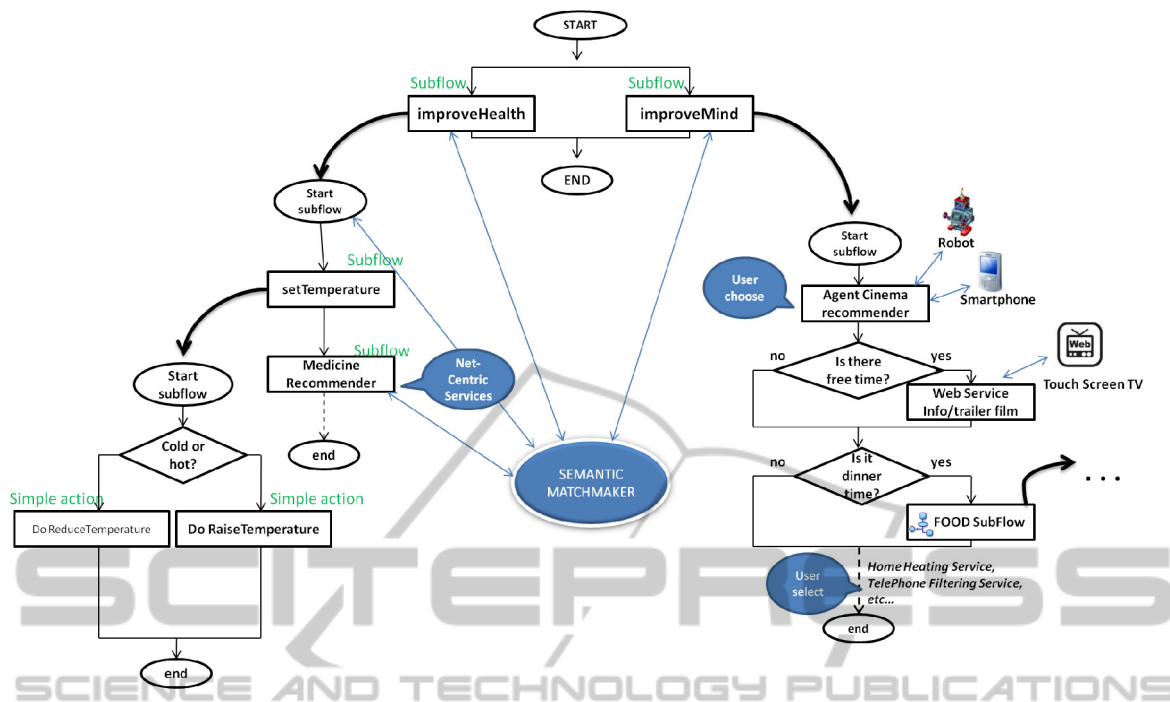 START
Subflow
Subflow
improveHealth
improveMind
END
Start
subflow
Subflow
setTemperature
Subflow
Medicine
Recommender
end
Start
subflow
Cold or
hot?
Simple action
Simple action
Do ReduceTemperature
Do RaiseTemperature
end
Net-
Centric
Services
SEMANTIC
MATCHMAKER
Start
subflow
Robot
Smartphone
User
choose
Agent Cinema
recommender
no
Is there
free time?
yes
Web
Touch Screen TV
Web Service
Info/trailer film
no
Is it
dinner
time?
yes
. . .
FOOD SubFlow
User
select
Home Heating Service,
TelePhone Filtering Service,
etc...
end
SCITEPRESS
SCIENCE AND TECHNOLOGY PUBLICATIONS